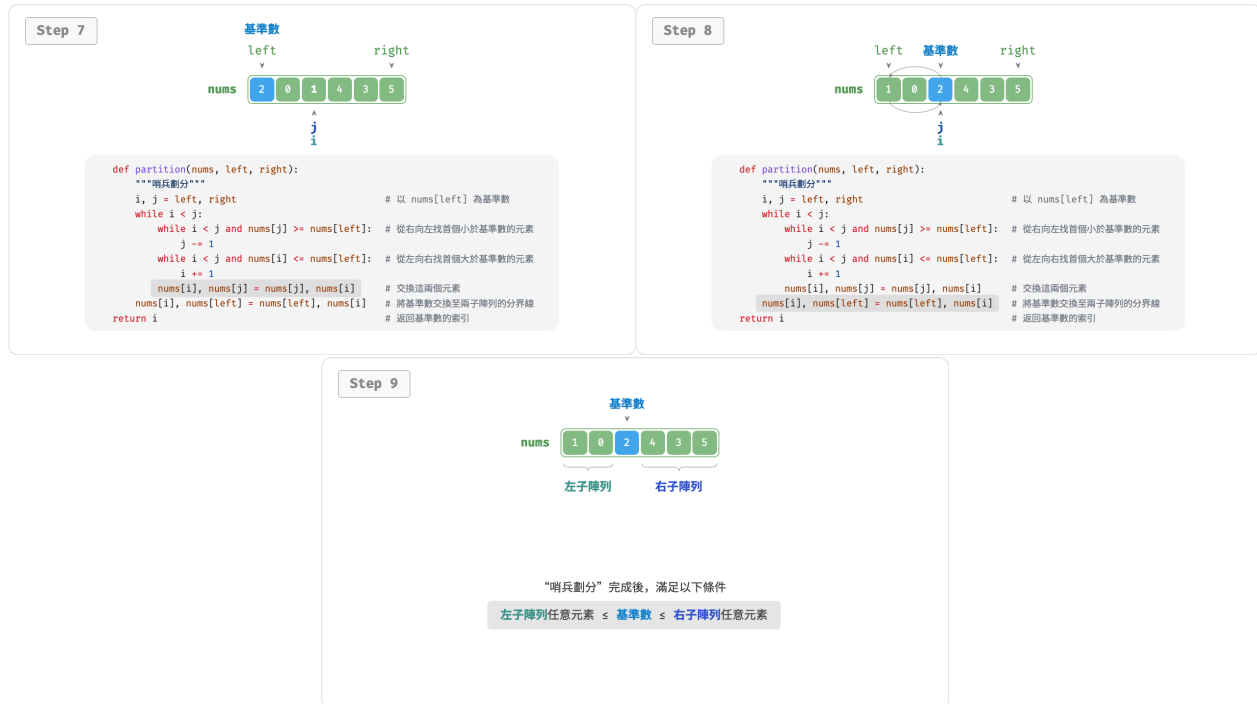 Step 7
基準數
left right
nums 2 0 1 4 3 5
j
i
def partition(nums, left, right):
"""哨兵劃分"""
i, j = left, right # 以 nums[left] 為基準數
while i < j:
while i < j and nums[j] >= nums[left]: # 從右向左找首個小於基準數的元素
j -= 1
while i < j and nums[i] <= nums[left]: # 從左向右找首個大於基準數的元素
i += 1
nums[i], nums[j] = nums[j], nums[i] # 交換這兩個元素
nums[i], nums[left] = nums[left], nums[i] # 將基準數交換至兩子陣列的分界線
return i # 返回基準數的索引
Step 8
left 基準數 right
nums 1 0 2 4 3 5
j
i
def partition(nums, left, right):
"""哨兵劃分"""
i, j = left, right # 以 nums[left] 為基準數
while i < j:
while i < j and nums[j] >= nums[left]: # 從右向左找首個小於基準數的元素
j -= 1
while i < j and nums[i] <= nums[left]: # 從左向右找首個大於基準數的元素
i += 1
nums[i], nums[j] = nums[j], nums[i] # 交換這兩個元素
nums[i], nums[left] = nums[left], nums[i] # 將基準數交換至兩子陣列的分界線
return i # 返回基準數的索引
Step 9
基準數
nums 1 0 2 4 3 5
左子陣列 右子陣列
“哨兵劃分”完成後，滿足以下條件
左子陣列任意元素 ≤ 基準數 ≤ 右子陣列任意元素